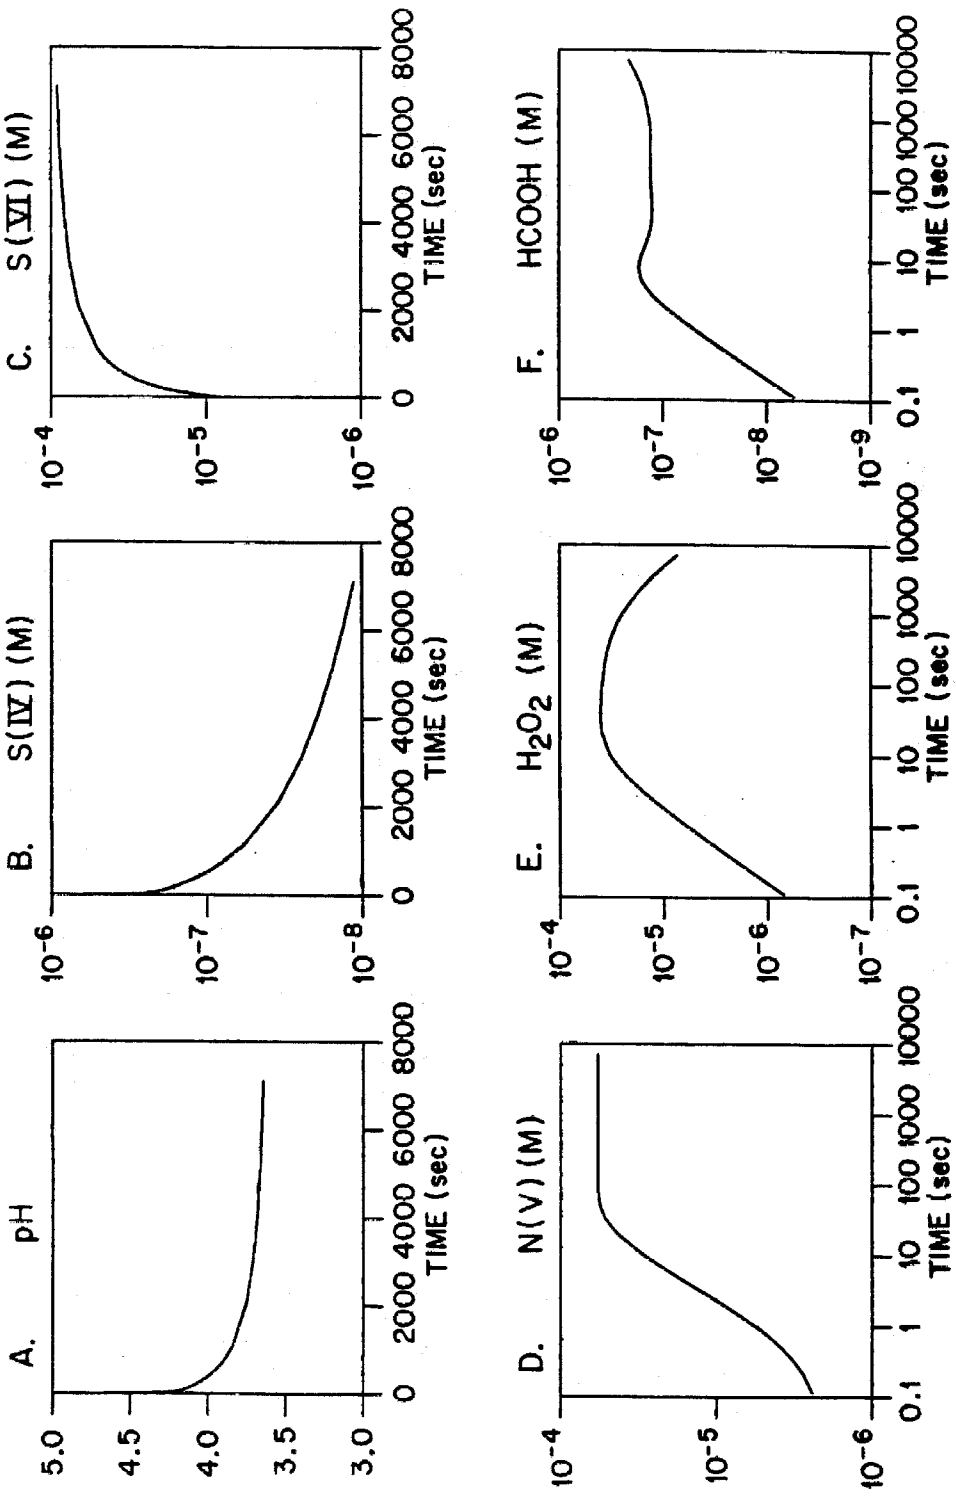 A. pH
5.0
4.5
4.0
3.5
3.0
0 2000 4000 6000 8000
TIME (sec)
B. S(IV) (M)
10-6
10-7
10-8
0 2000 4000 6000 8000
TIME (sec)
C. S(VI) (M)
10-4
10-5
10-6
0 2000 4000 6000 8000
TIME (sec)
D. N(V) (M)
10-4
10-5
10-6
0.1 1 10 100 1000 10000
TIME (sec)
E. H2O2 (M)
10-4
10-5
10-6
10-7
0.1 1 10 100 1000 10000
TIME (sec)
F. HCOOH (M)
10-6
10-7
10-8
10-9
0.1 1 10 100 1000 10000
TIME (sec)